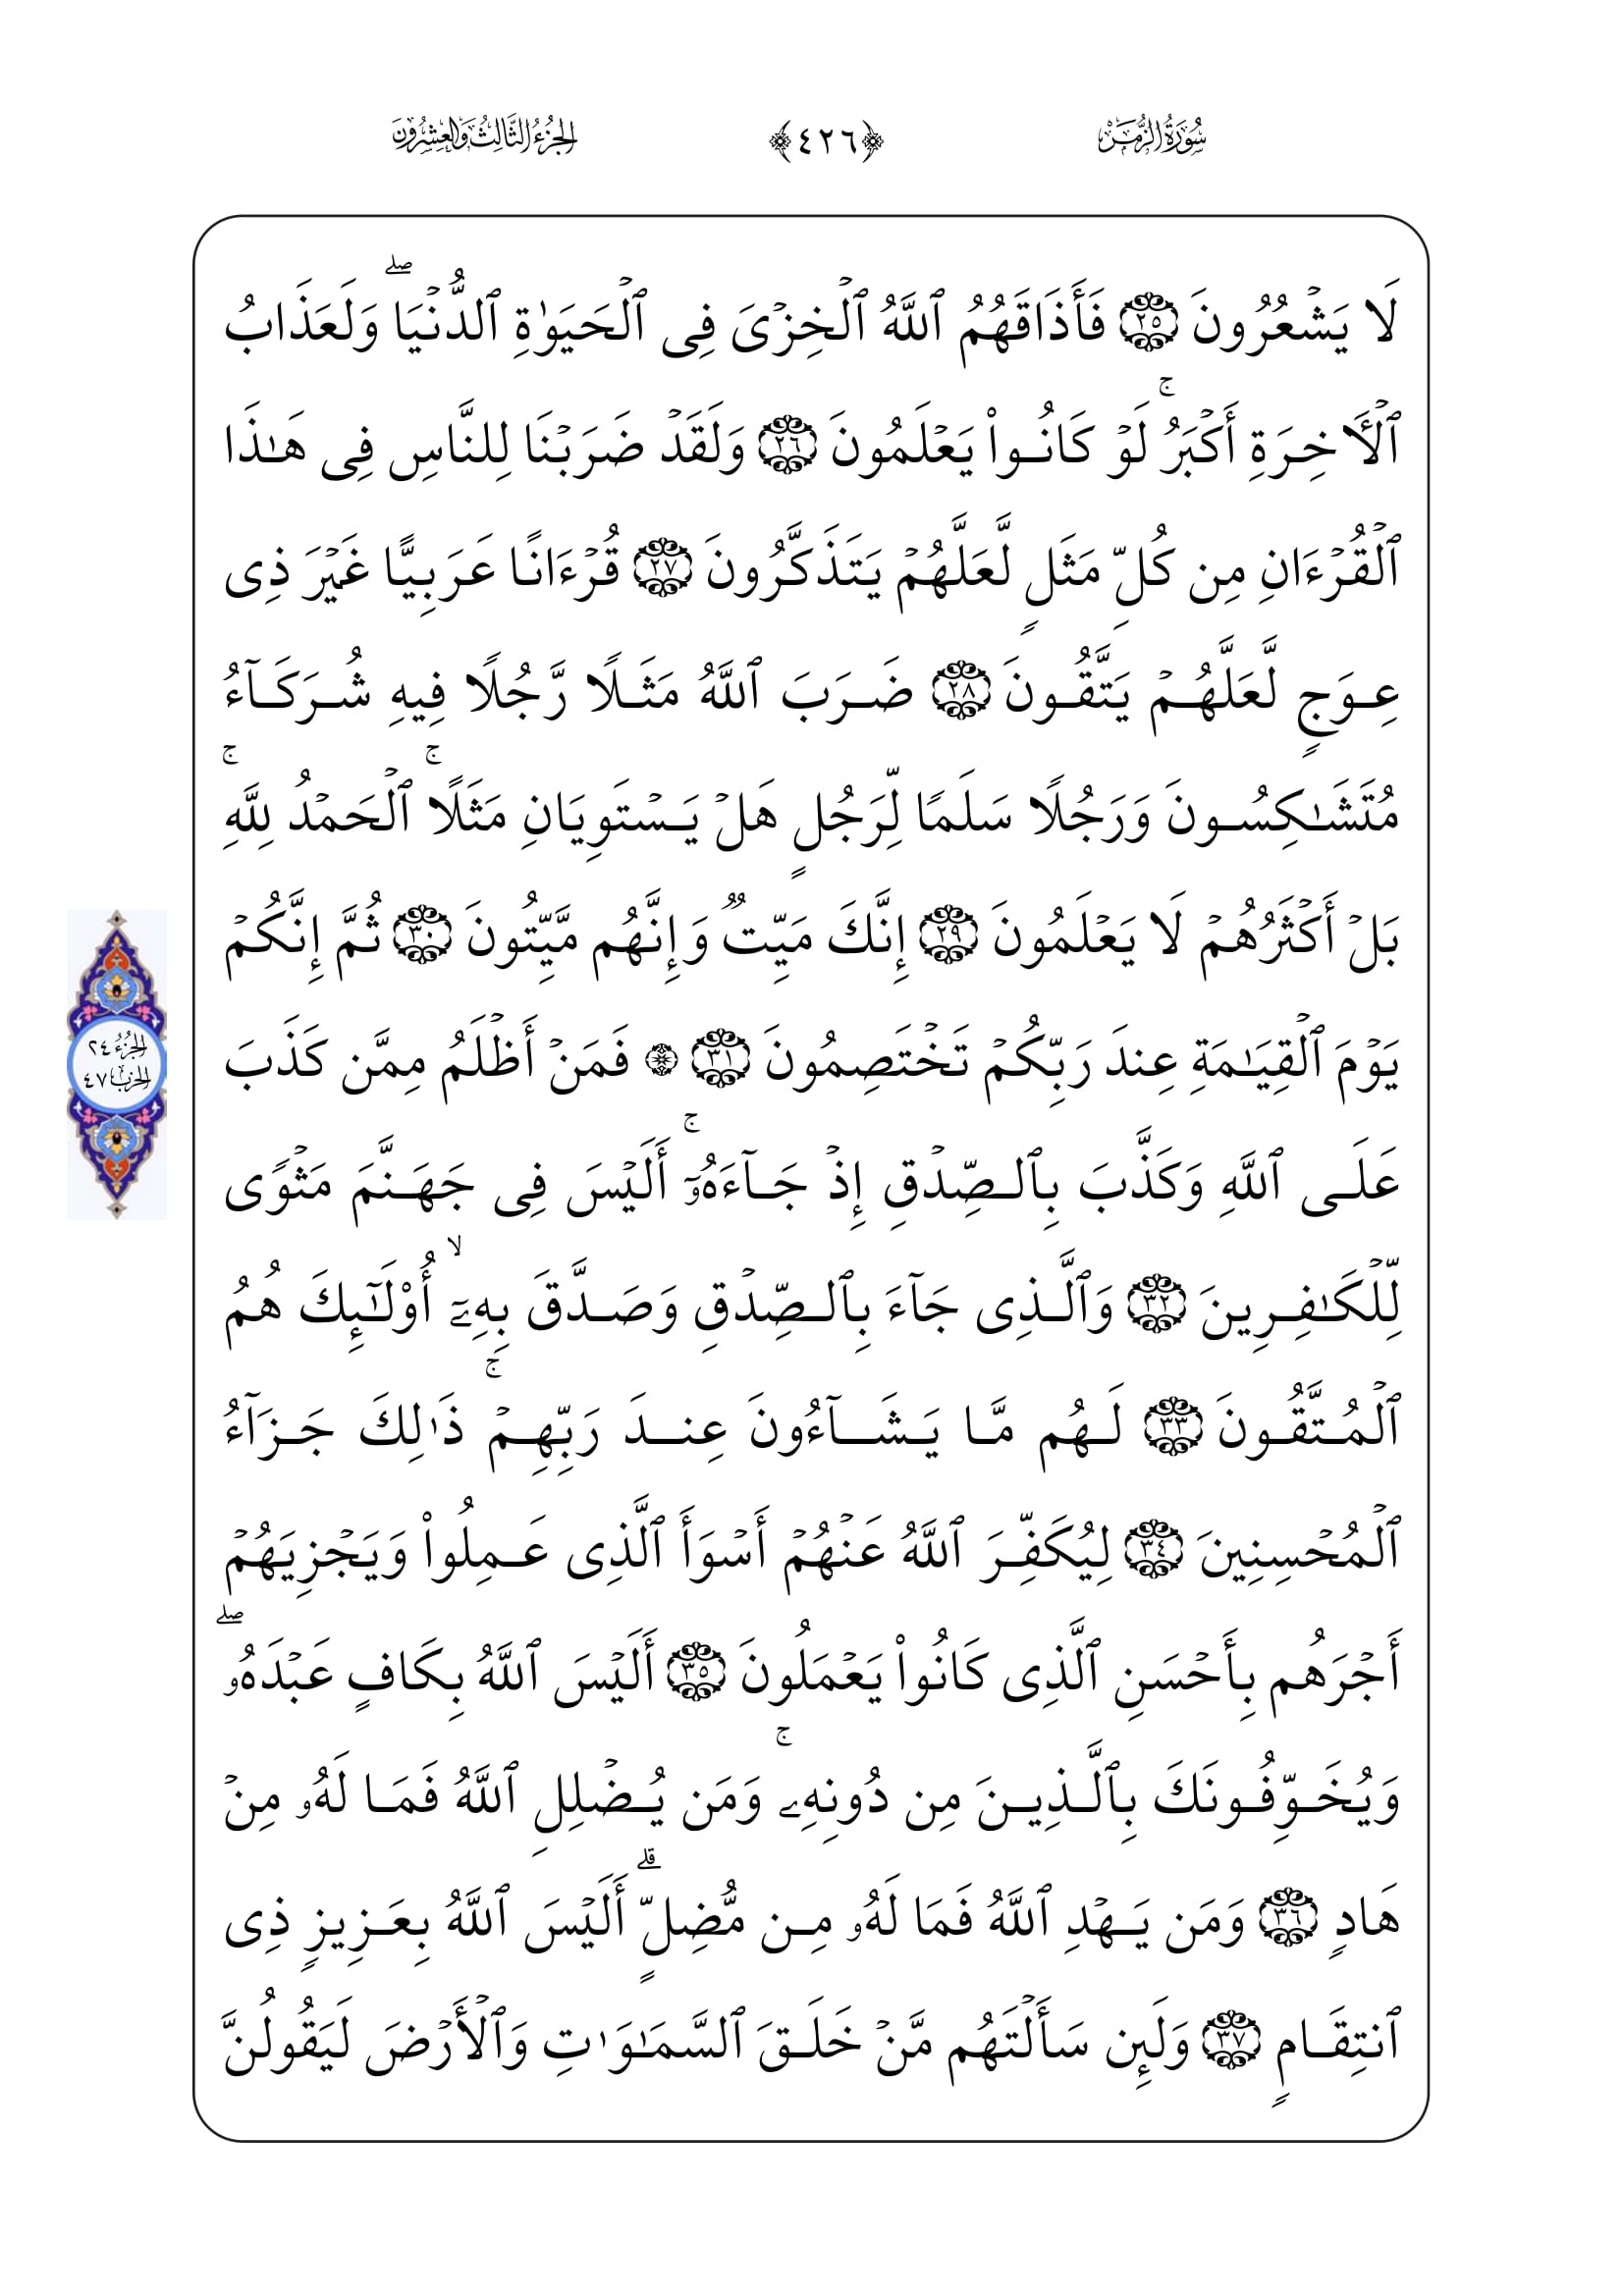 سُورَةُ الزُّمَرِ
﴿٤٢٦﴾
الجُزْءُ الثَّالِثُ وَالعِشْرُونَ
لَا يَشۡعُرُونَ ٢٥ فَأَذَاقَهُمُ ٱللَّهُ ٱلۡخِزۡىَ فِى ٱلۡحَيَوٰةِ ٱلدُّنۡيَاۖ وَلَعَذَابُ
ٱلۡأَخِرَةِ أَكۡبَرُۚ لَوۡ كَانُواْ يَعۡلَمُونَ ٢٦ وَلَقَدۡ ضَرَبۡنَا لِلنَّاسِ فِى هَٰذَا
ٱلۡقُرۡءَانِ مِن كُلِّ مَثَلٍ لَّعَلَّهُمۡ يَتَذَكَّرُونَ ٢٧ قُرۡءَانًا عَرَبِيًّا غَيۡرَ ذِى
عِوَجٍ لَّعَلَّهُمۡ يَتَّقُونَ ٢٨ ضَرَبَ ٱللَّهُ مَثَلًا رَّجُلًا فِيهِ شُرَكَآءُ
مُتَشَٰكِسُونَ وَرَجُلًا سَلَمًا لِّرَجُلٍ هَلۡ يَسۡتَوِيَانِ مَثَلًاۚ ٱلۡحَمۡدُ لِلَّهِۚ
بَلۡ أَكۡثَرُهُمۡ لَا يَعۡلَمُونَ ٢٩ إِنَّكَ مَيِّتٌ وَإِنَّهُم مَّيِّتُونَ ٣٠ ثُمَّ إِنَّكُمۡ
يَوۡمَ ٱلۡقِيَٰمَةِ عِندَ رَبِّكُمۡ تَخۡتَصِمُونَ ٣١ ۞ فَمَنۡ أَظۡلَمُ مِمَّن كَذَبَ
عَلَى ٱللَّهِ وَكَذَّبَ بِٱلصِّدۡقِ إِذۡ جَآءَهُۥٓۚ أَلَيۡسَ فِى جَهَنَّمَ مَثۡوًى
لِّلۡكَٰفِرِينَ ٣٢ وَٱلَّذِى جَآءَ بِٱلصِّدۡقِ وَصَدَّقَ بِهِۦٓۙ أُوْلَٰٓئِكَ هُمُ
ٱلۡمُتَّقُونَ ٣٣ لَهُم مَّا يَشَآءُونَ عِندَ رَبِّهِمۡۚ ذَٰلِكَ جَزَآءُ
ٱلۡمُحۡسِنِينَ ٣٤ لِيُكَفِّرَ ٱللَّهُ عَنۡهُمۡ أَسۡوَأَ ٱلَّذِى عَمِلُواْ وَيَجۡزِيَهُمۡ
أَجۡرَهُم بِأَحۡسَنِ ٱلَّذِى كَانُواْ يَعۡمَلُونَ ٣٥ أَلَيۡسَ ٱللَّهُ بِكَافٍ عَبۡدَهُۥۖ
وَيُخَوِّفُونَكَ بِٱلَّذِينَ مِن دُونِهِۦۚ وَمَن يُضۡلِلِ ٱللَّهُ فَمَا لَهُۥ مِنۡ
هَادٍ ٣٦ وَمَن يَهۡدِ ٱللَّهُ فَمَا لَهُۥ مِن مُّضِلٍّۗ أَلَيۡسَ ٱللَّهُ بِعَزِيزٍ ذِى
ٱنتِقَامٍ ٣٧ وَلَئِن سَأَلۡتَهُم مَّنۡ خَلَقَ ٱلسَّمَٰوَٰتِ وَٱلۡأَرۡضَ لَيَقُولُنَّ
الجُزْءُ ٢٤
الحِزْب ٤٧